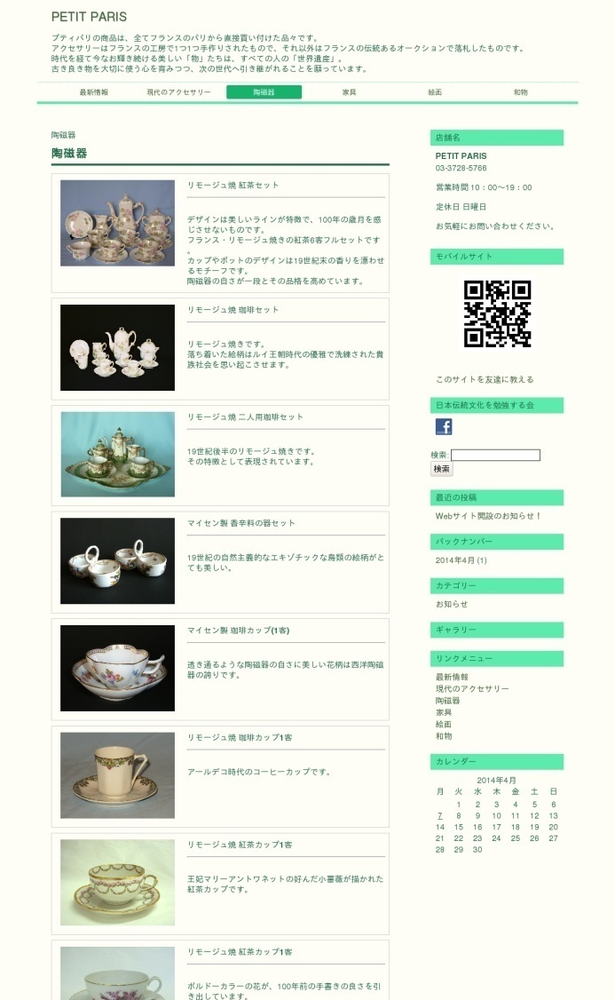 PETIT PARIS
プティパリの商品は、全てフランスのパリから直接買い付けた品々です。
アクセサリーはフランスの工房で1つ1つ手作りされたもので、それ以外はフランスの伝統あるオークションで落札したものです。
時代を経て今なお輝き続ける美しい「物」たちは、すべての人の「世界遺産」。
古き良き物を大切に使う心を育みつつ、次の世代へ引き継がれることを願っています。
最新情報 現代のアクセサリー 陶磁器 家具 絵画 和物
陶磁器
陶磁器
リモージュ焼 紅茶セット
デザインは美しいラインが特徴で、100年の歳月を感
じさせないものです。
フランス・リモージュ焼きの紅茶6客フルセットです
。
カップやポットのデザインは19世紀末の香りを漂わせ
るモチーフです。
陶磁器の白さが一段とその品格を高めています。
リモージュ焼 珈琲セット
リモージュ焼きです。
落ち着いた絵柄はルイ王朝時代の優雅で洗練された貴
族社会を思い起こさせます。
リモージュ焼 二人用珈琲セット
19世紀後半のリモージュ焼きです。
その特徴として表現されています。
マイセン製 香辛料の器セット
19世紀の自然主義的なエキゾチックな鳥類の絵柄がと
ても美しい。
マイセン製 珈琲カップ(1客)
透き通るような陶磁器の白さに美しい花柄は西洋陶磁
器の誇りです。
リモージュ焼 珈琲カップ1客
アールデコ時代のコーヒーカップです。
リモージュ焼 紅茶カップ1客
王妃マリーアントワネットの好んだ小薔薇が描かれた
紅茶カップです。
リモージュ焼 紅茶カップ1客
ボルドーカラーの花が、100年前の手書きの良さを引
き出しています。
店舗名
PETIT PARIS
03-3728-5766
営業時間 10：00～19：00
定休日 日曜日
お気軽にお問い合わせください。
モバイルサイト
このサイトを友達に教える
日本伝統文化を勉強する会
検索:
検索
最近の投稿
Webサイト開設のお知らせ！
バックナンバー
2014年4月 (1)
カテゴリー
お知らせ
ギャラリー
リンクメニュー
最新情報
現代のアクセサリー
陶磁器
家具
絵画
和物
カレンダー
2014年4月
月 火 水 木 金 土 日
1 2 3 4 5 6
7 8 9 10 11 12 13
14 15 16 17 18 19 20
21 22 23 24 25 26 27
28 29 30